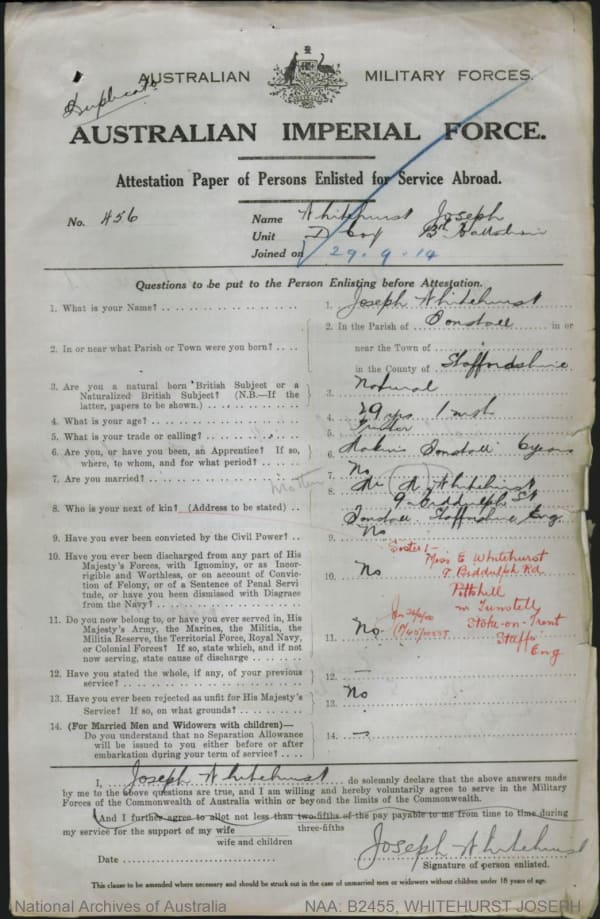 Duplicate
AUSTRALIAN MILITARY FORCES.
AUSTRALIAN IMPERIAL FORCE.
Attestation Paper of Persons Enlisted for Service Abroad.
No. 456 Name Whitehurst Joseph
Unit D Coy Battalion
Joined on 29.9.14
Questions to be put to the Person Enlisting before Attestation.
1. What is your Name? 1. Joseph Whitehurst
2. In or near what Parish or Town were you born? 2. In the Parish of Tonstall in or
near the Town of
in the County of Staffordshire
3. Are you a natural born British Subject or a
Naturalized British Subject? (N.B.—If the
latter, papers to be shown.) 3. Natural
4. What is your age? 4. 29 yrs 1 mth
5. What is your trade or calling? 5.
6. Are you, or have you been, an Apprentice? If so,
where, to whom, and for what period? 6. Tonstall 6 years
7. Are you married? 7. No
Mother
8. Who is your next of kin? (Address to be stated) 8. Whitehurst
9 Biddulph St
Tonstall Staffordshire Eng.
9. Have you ever been convicted by the Civil Power? 9. No
10. Have you ever been discharged from any part of His
Majesty's Forces, with Ignominy, or as Incor-
rigible and Worthless, or on account of Convic-
tion of Felony, or of a Sentence of Penal Servi-
tude, or have you been dismissed with Disgrace
from the Navy? 10. No
Sister:-
Miss E Whitehurst
9 Biddulph Rd
Pittshill
nr Tunstall
Stoke-on-Trent
Staffs
Eng
11. Do you now belong to, or have you ever served in, His
Majesty's Army, the Marines, the Militia, the
Militia Reserve, the Territorial Force, Royal Navy,
or Colonial Forces? If so, state which, and if not
now serving, state cause of discharge 11. No
12. Have you stated the whole, if any, of your previous
service? 12. —
13. Have you ever been rejected as unfit for His Majesty's
Service? If so, on what grounds? 13. No
14. (For Married Men and Widowers with children)—
Do you understand that no Separation Allowance
will be issued to you either before or after
embarkation during your term of service? 14. —
I, Joseph Whitehurst do solemnly declare that the above answers made
by me to the above questions are true, and I am willing and hereby voluntarily agree to serve in the Military
Forces of the Commonwealth of Australia within or beyond the limits of the Commonwealth.
And I further agree to allot not less than two-fifths of the pay payable to me from time to time during
three-fifths
my service for the support of my wife
wife and children
Joseph Whitehurst
Date Signature of person enlisted.
This clause to be amended where necessary and should be struck out in the case of unmarried men or widowers without children under 18 years of age.
National Archives of Australia NAA: B2455, WHITEHURST JOSEPH